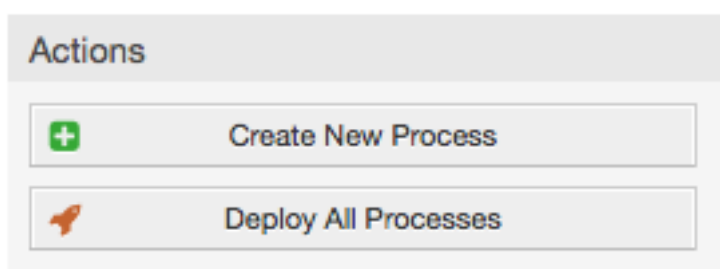 Actions
Create New Process
Deploy All Processes